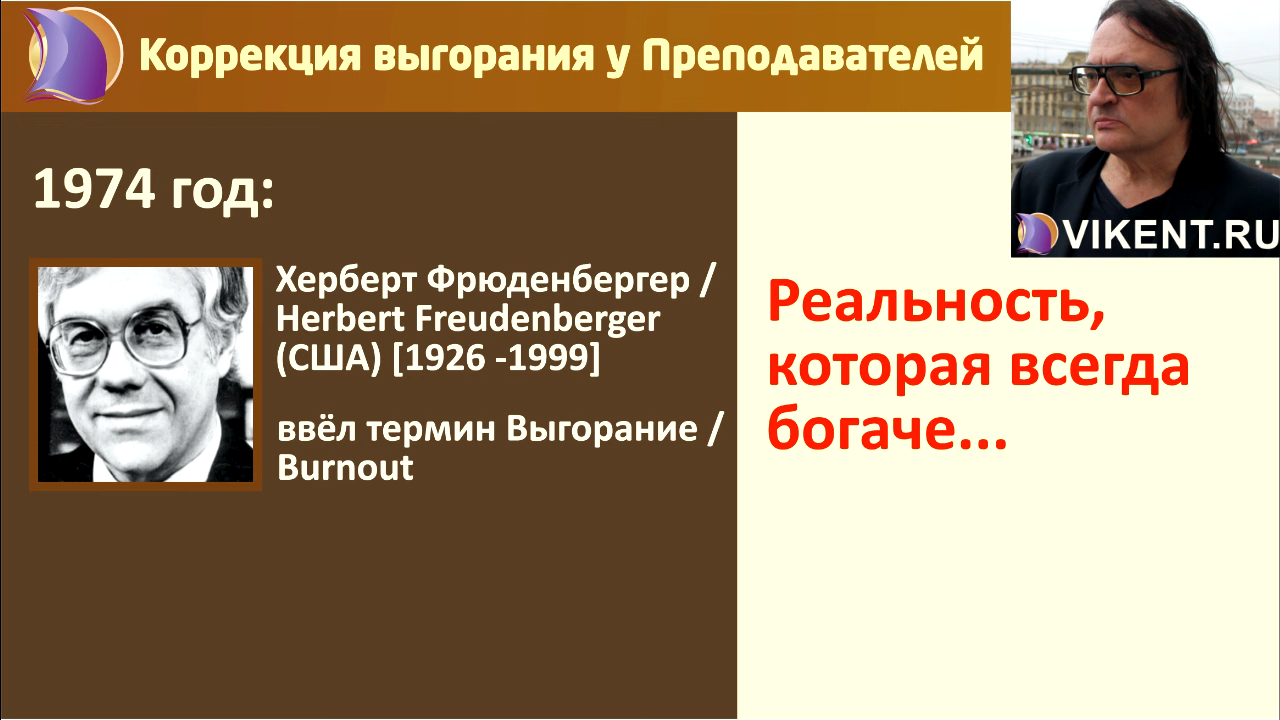 Коррекция выгорания у Преподавателей
VIKENT.RU
1974 год:
Херберт Фрюденбергер /
Herbert Freudenberger
(США) [1926 -1999]
ввёл термин Выгорание /
Burnout
Реальность,
которая всегда
богаче...